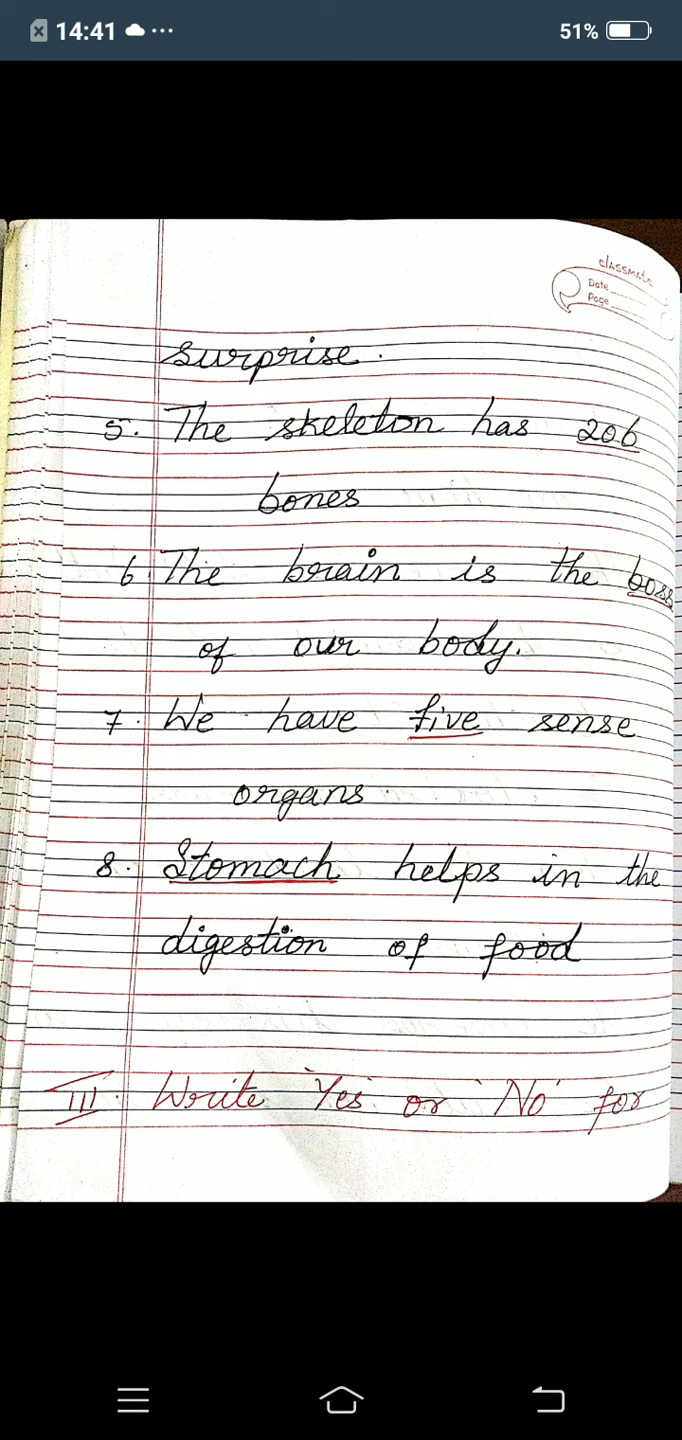 14:41
51%
classmate
Date
Page
surprise.
5. The skeleton has 206
bones
6. The brain is the boss
of our body.
7. We have five sense
organs
8. Stomach helps in the
digestion of food
III. Write 'Yes' or 'No' for